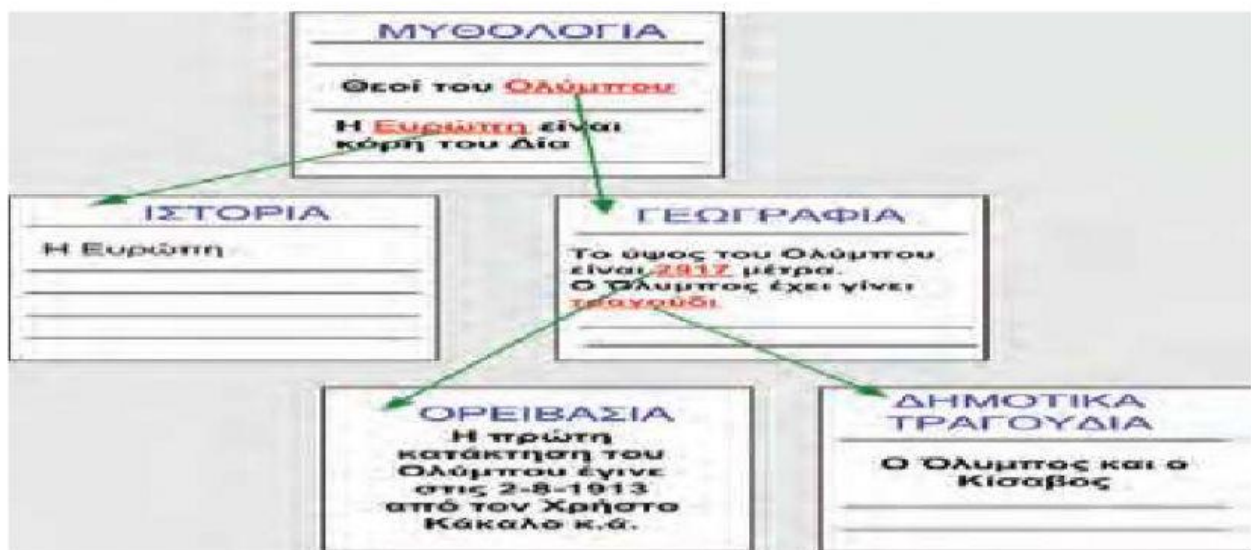 ΜΥΘΟΛΟΓΙΑ
Θεοί του Ολύμπου
Η Ευρώπη είναι
κόρη του Δία
ΙΣΤΟΡΙΑ
Η Ευρώπη
ΓΕΩΓΡΑΦΙΑ
Το ύψος του Ολύμπου
είναι 2917 μέτρα.
Ο Όλυμπος έχει γίνει
τραγούδι
ΟΡΕΙΒΑΣΙΑ
Η πρώτη
κατάκτηση του
Ολύμπου έγινε
στις 2-8-1913
από τον Χρήστο
Κάκαλο κ.ά.
ΔΗΜΟΤΙΚΑ
ΤΡΑΓΟΥΔΙΑ
Ο Όλυμπος και ο
Κίσαβος